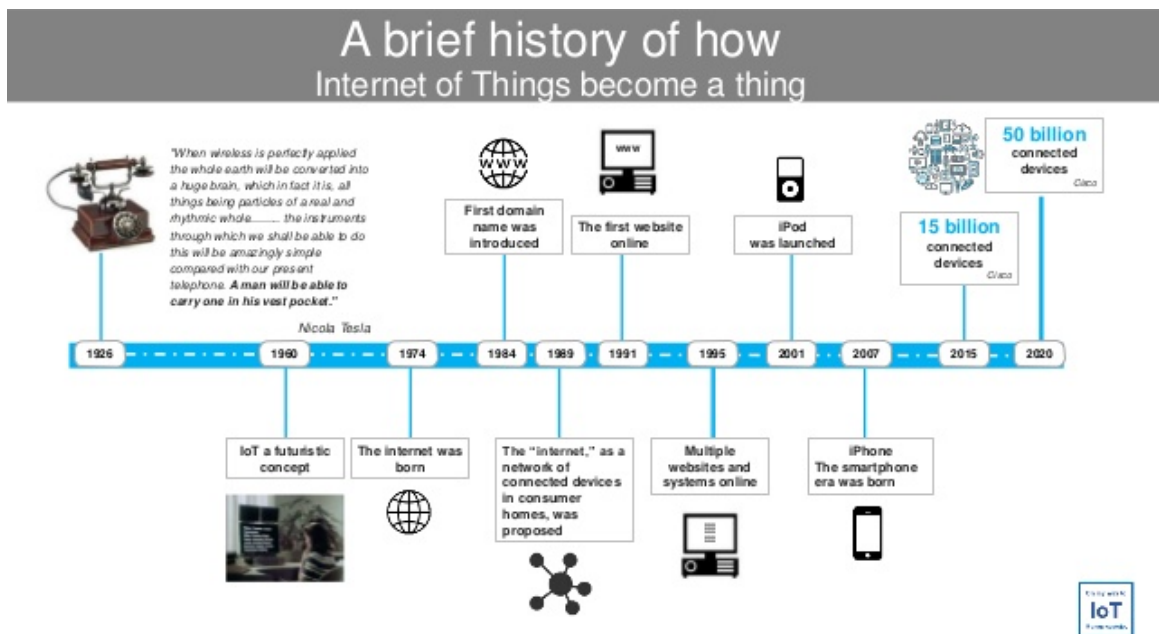 A brief history of how
Internet of Things become a thing
"When wireless is perfectly applied
the whole earth will be converted into
a huge brain, which in fact it is, all
things being particles of a real and
rhythmic whole......... the instruments
through which we shall be able to do
this will be amazingly simple
compared with our present
telephone. A man will be able to
carry one in his vest pocket."
Nicola Tesla
www
First domain
name was
introduced
www
The first website
online
iPod
was launched
15 billion
connected
devices
Cisco
50 billion
connected
devices
Cisco
1926
1960
1974
1984
1989
1991
1995
2001
2007
2015
2020
IoT a futuristic
concept
The internet was
born
The "internet," as a
network of
connected devices
in consumer
homes, was
proposed
Multiple
websites and
systems online
iPhone
The smartphone
era was born
IoT